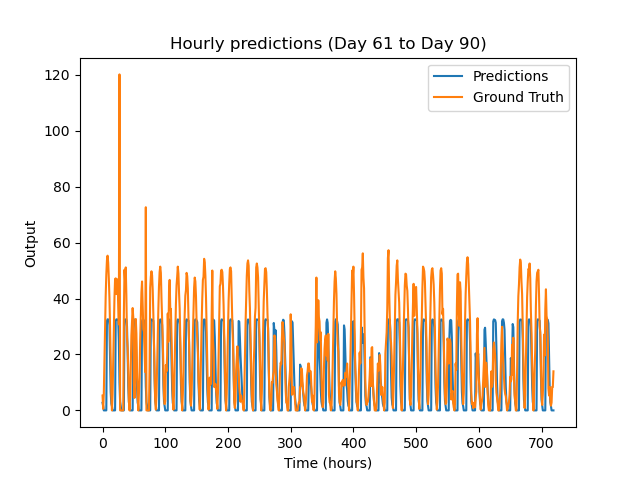 Hourly predictions (Day 61 to Day 90)
Predictions
Ground Truth
Output
120
100
80
60
40
20
0
0 100 200 300 400 500 600 700
Time (hours)